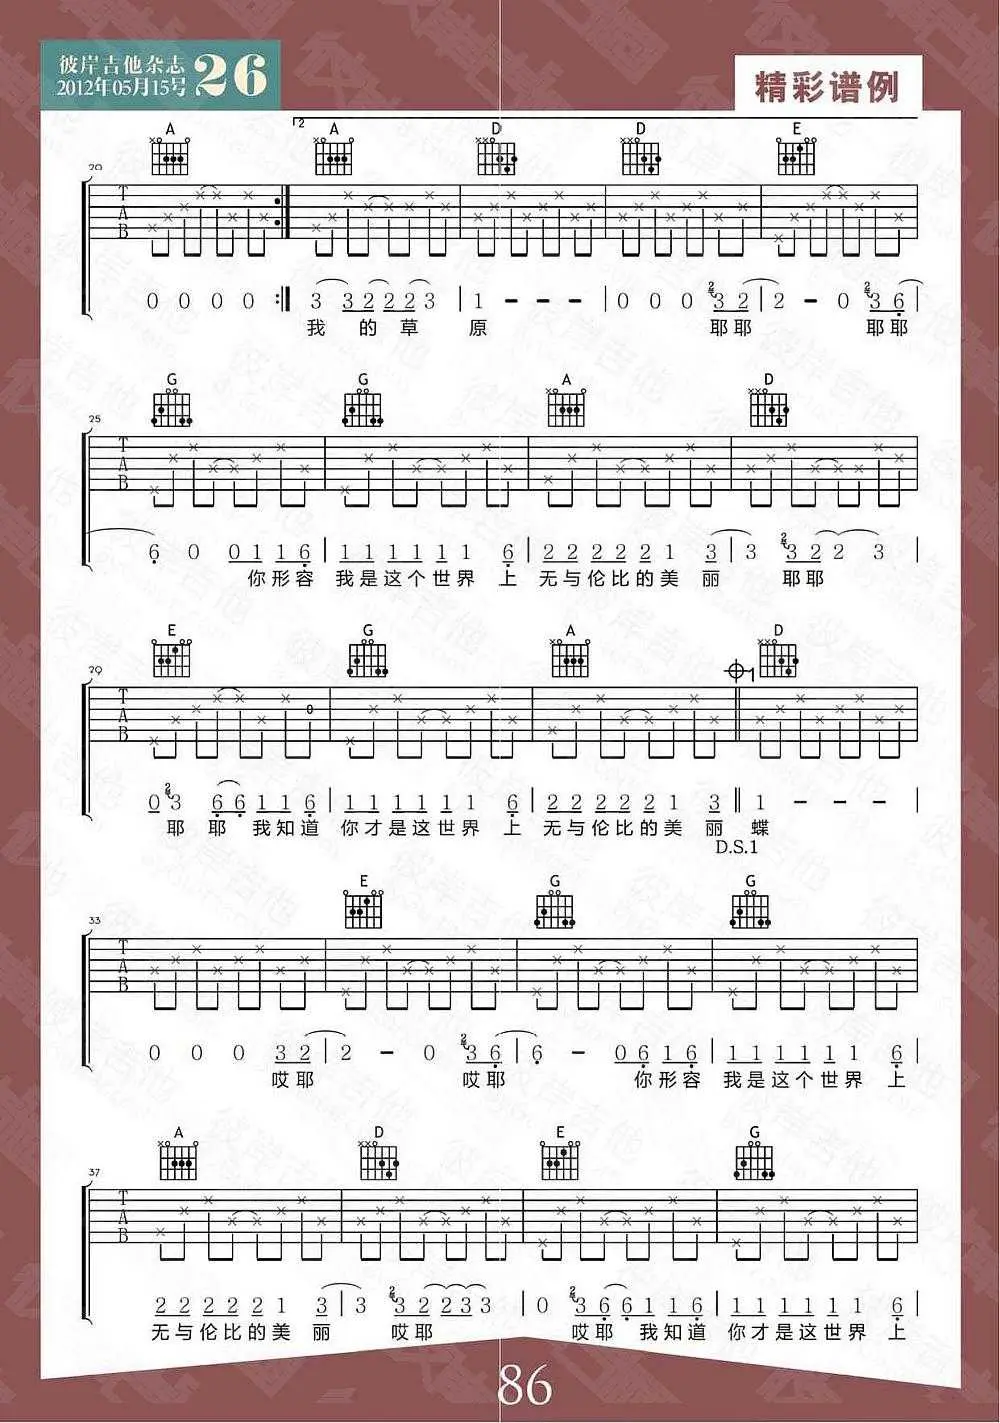 彼岸吉他杂志
2012年05月15号 26
精彩谱例
A A D D E
12
20
T A B
0 0 0 0 3 3 2 2 2 3 1 - - - 0 0 0 3 2 2 - 0 3 6
我 的 草 原 耶耶 耶耶
G G A D
25
T A B
6 0 0 1 1 6 1 1 1 1 1 1 6 2 2 2 2 2 1 3 3 3 2 2 3
你形容 我是这个世界 上 无与伦比的美 丽 耶耶
E G A 1 D
29
T A B
0
0 3 6 6 1 1 6 1 1 1 1 1 1 6 2 2 2 2 2 1 3 1 - - -
耶 耶 我知道 你才是这世界 上 无与伦比的美 丽 蝶
D.S.1
E G G
33
T A B
0 0 0 3 2 2 - 0 3 6 6 - 0 6 1 6 1 1 1 1 1 1 6
哎耶 哎耶 你形容 我是这个世界 上
A D E G
37
T A B
2 2 2 2 2 1 3 3 3 2 2 3 3 0 3 6 6 1 1 6 1 1 1 1 1 1 6
无与伦比的美 丽 哎耶 哎耶 我知道 你才是这世界 上
86